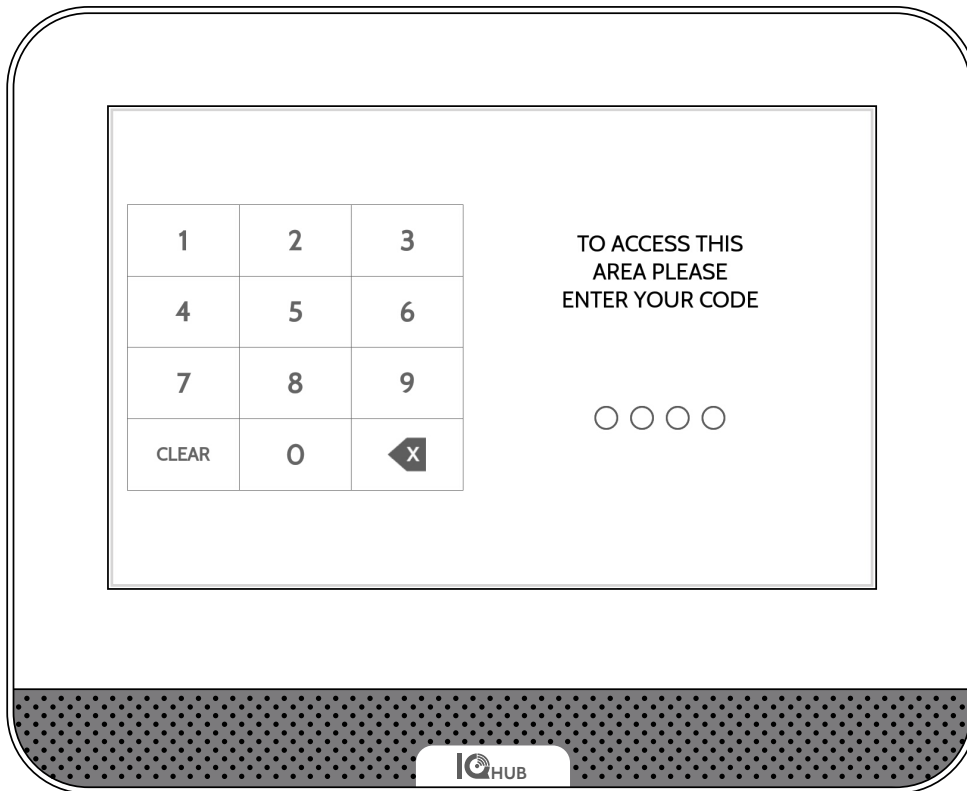 1 2 3
4 5 6
7 8 9
CLEAR 0 X
TO ACCESS THIS
AREA PLEASE
ENTER YOUR CODE
IQ HUB